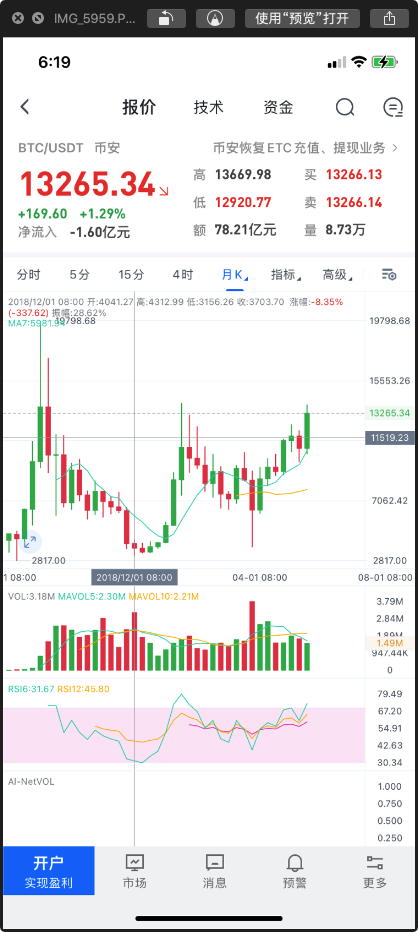 IMG_5959.P... 使用“预览”打开
6:19
报价 技术 资金
BTC/USDT 币安 币安恢复ETC充值、提现业务
13265.34 高 13669.98 买 13266.13
低 12920.77 卖 13266.14
+169.60 +1.29%
净流入 -1.60亿元 额 78.21亿元 量 8.73万
分时 5分 15分 4时 月K 指标 高级
2018/12/01 08:00 开:4041.27 高:4312.99 低:3156.26 收:3703.70 涨幅:-8.35%
(-337.62) 振幅:28.62%
MA7:5981.94
19798.68 19798.68
15553.26
13265.34
11519.23
7062.42
2817.00 2817.00
1 08:00 2018/12/01 08:00 04-01 08:00 08-01 08:00
VOL:3.18M MAVOL5:2.30M MAVOL10:2.21M
3.79M
2.84M
1.89M
1.49M
947.44K
0
RSI6:31.67 RSI12:45.80
79.49
67.20
54.91
42.63
30.34
AI-NetVOL
1.000
0.750
0.500
0.250
开户
实现盈利 市场 消息 预警 更多